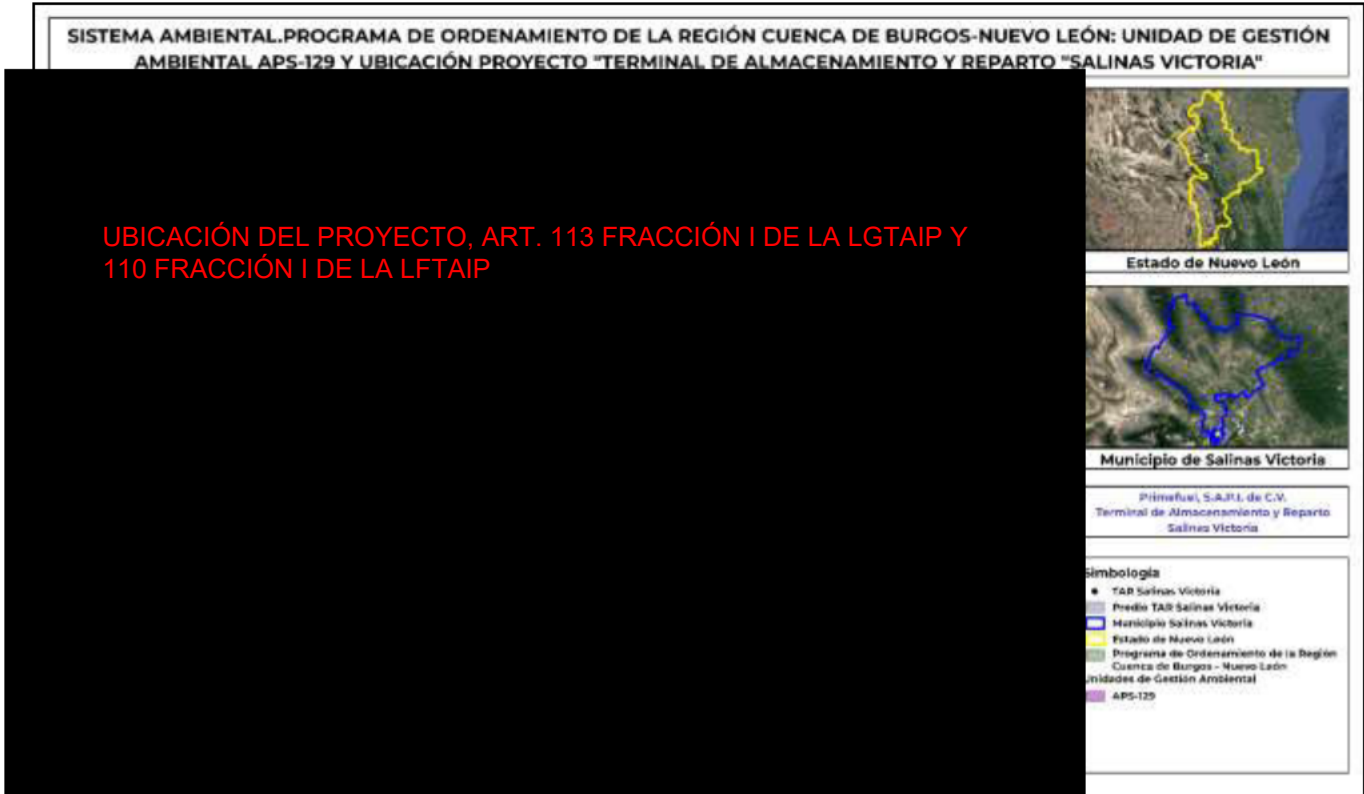 SISTEMA AMBIENTAL.PROGRAMA DE ORDENAMIENTO DE LA REGIÓN CUENCA DE BURGOS-NUEVO LEÓN: UNIDAD DE GESTIÓN
AMBIENTAL APS-129 Y UBICACIÓN PROYECTO "TERMINAL DE ALMACENAMIENTO Y REPARTO "SALINAS VICTORIA"
UBICACIÓN DEL PROYECTO, ART. 113 FRACCIÓN I DE LA LGTAIP Y
110 FRACCIÓN I DE LA LFTAIP
Estado de Nuevo León
Municipio de Salinas Victoria
Primefuel, S.A.P.I. de C.V.
Terminal de Almacenamiento y Reparto
Salinas Victoria
Simbología
TAR Salinas Victoria
Predio TAR Salinas Victoria
Municipio Salinas Victoria
Estado de Nuevo León
Programa de Ordenamiento de la Región
Cuenca de Burgos - Nuevo León
Unidades de Gestión Ambiental
APS-129